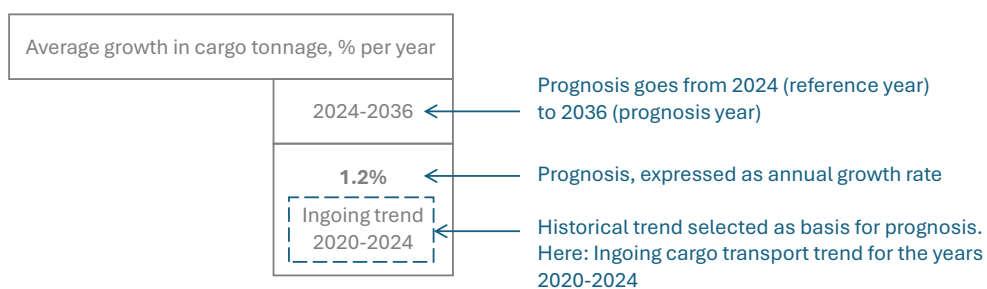 Average growth in cargo tonnage, % per year
2024-2036
Prognosis goes from 2024 (reference year)
to 2036 (prognosis year)
1.2%
Prognosis, expressed as annual growth rate
Ingoing trend
2020-2024
Historical trend selected as basis for prognosis.
Here: Ingoing cargo transport trend for the years
2020-2024